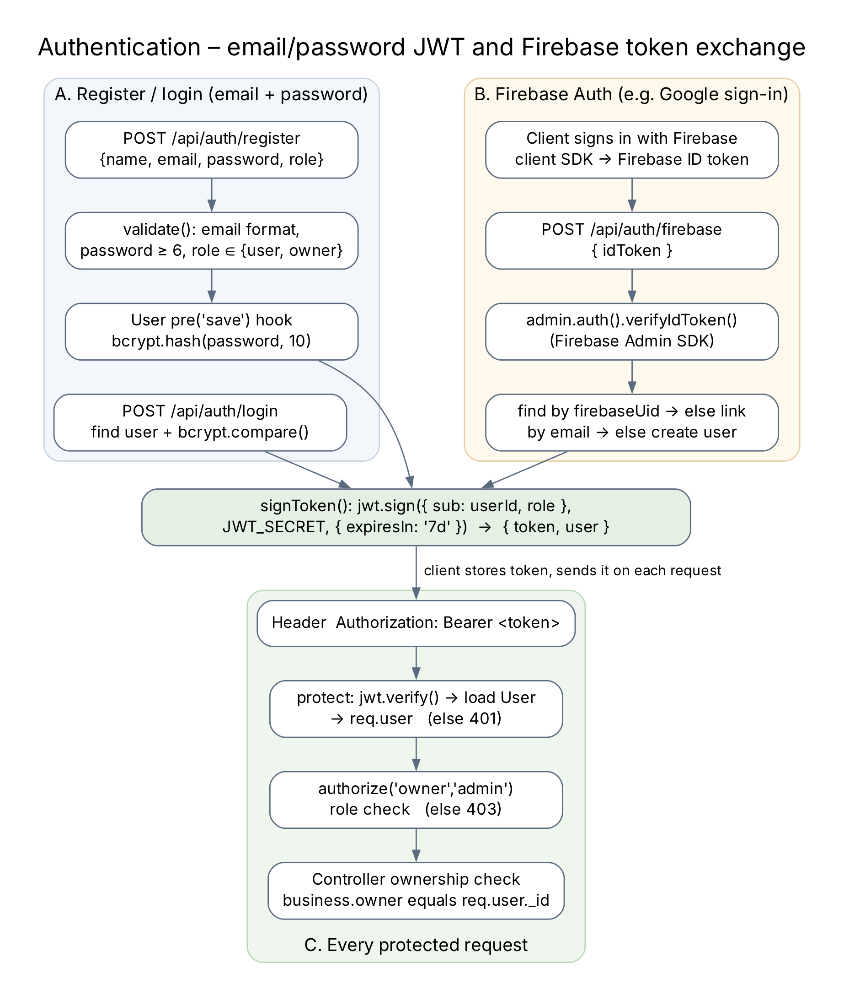 Authentication – email/password JWT and Firebase token exchange
A. Register / login (email + password)
POST /api/auth/register
{name, email, password, role}
validate(): email format,
password ≥ 6, role ∈ {user, owner}
User pre('save') hook
bcrypt.hash(password, 10)
POST /api/auth/login
find user + bcrypt.compare()
B. Firebase Auth (e.g. Google sign-in)
Client signs in with Firebase
client SDK → Firebase ID token
POST /api/auth/firebase
{ idToken }
admin.auth().verifyIdToken()
(Firebase Admin SDK)
find by firebaseUid → else link
by email → else create user
signToken(): jwt.sign({ sub: userId, role },
JWT_SECRET, { expiresIn: '7d' }) → { token, user }
client stores token, sends it on each request
Header Authorization: Bearer <token>
protect: jwt.verify() → load User
→ req.user (else 401)
authorize('owner','admin')
role check (else 403)
Controller ownership check
business.owner equals req.user._id
C. Every protected request